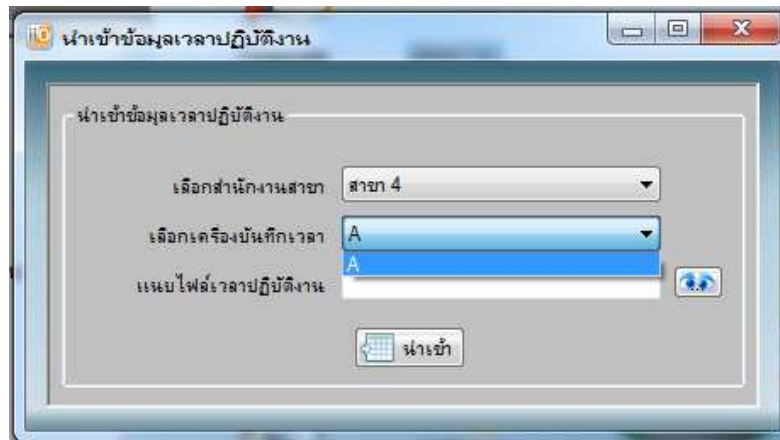 นำเข้าข้อมูลเวลาปฏิบัติงาน
นำเข้าข้อมูลเวลาปฏิบัติงาน
เลือกสำนักงานสาขา สาขา 4
เลือกเครื่องบันทึกเวลา A
A
แนบไฟล์เวลาปฏิบัติงาน
นำเข้า